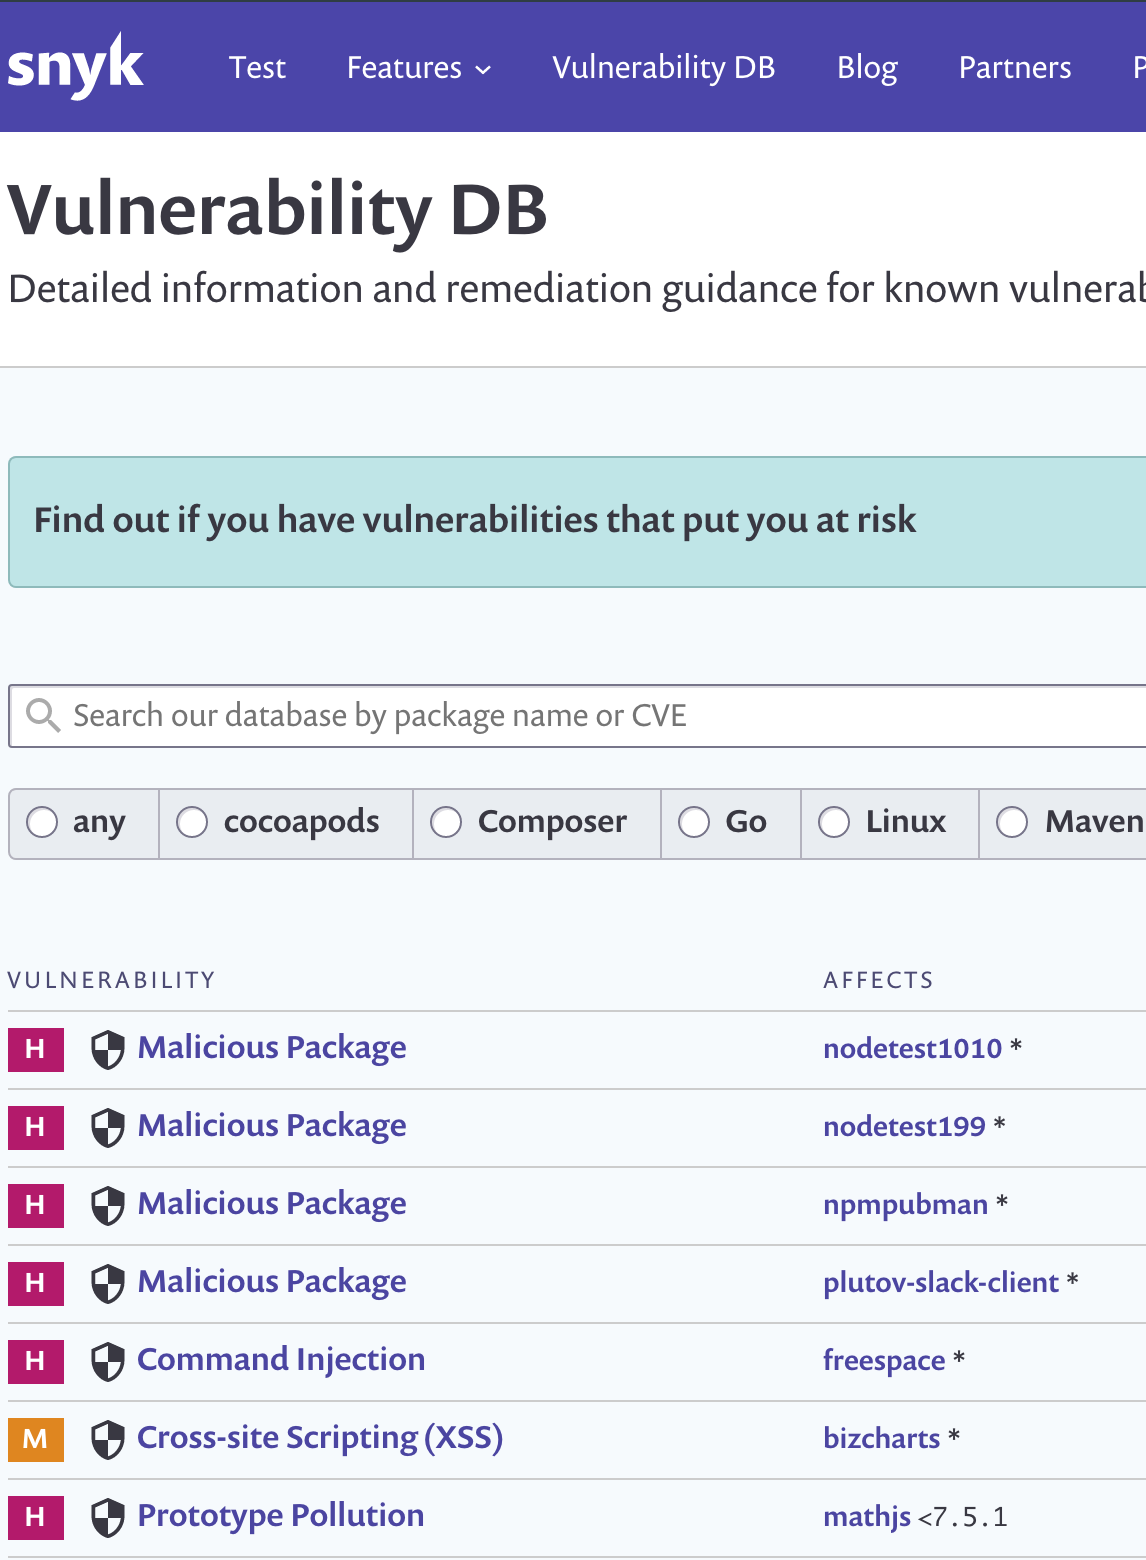 snyk Test Features Vulnerability DB Blog Partners
Vulnerability DB
Detailed information and remediation guidance for known
Find out if you have vulnerabilities that put you at risk
Search our database by package name or CVE
any cocoapods Composer Go Linux Maven
VULNERABILITY AFFECTS
H Malicious Package nodetest1010 *
H Malicious Package nodetest199 *
H Malicious Package npmpubman *
H Malicious Package plutov-slack-client *
H Command Injection freespace *
M Cross-site Scripting (XSS) bizcharts *
H Prototype Pollution mathjs <7.5.1